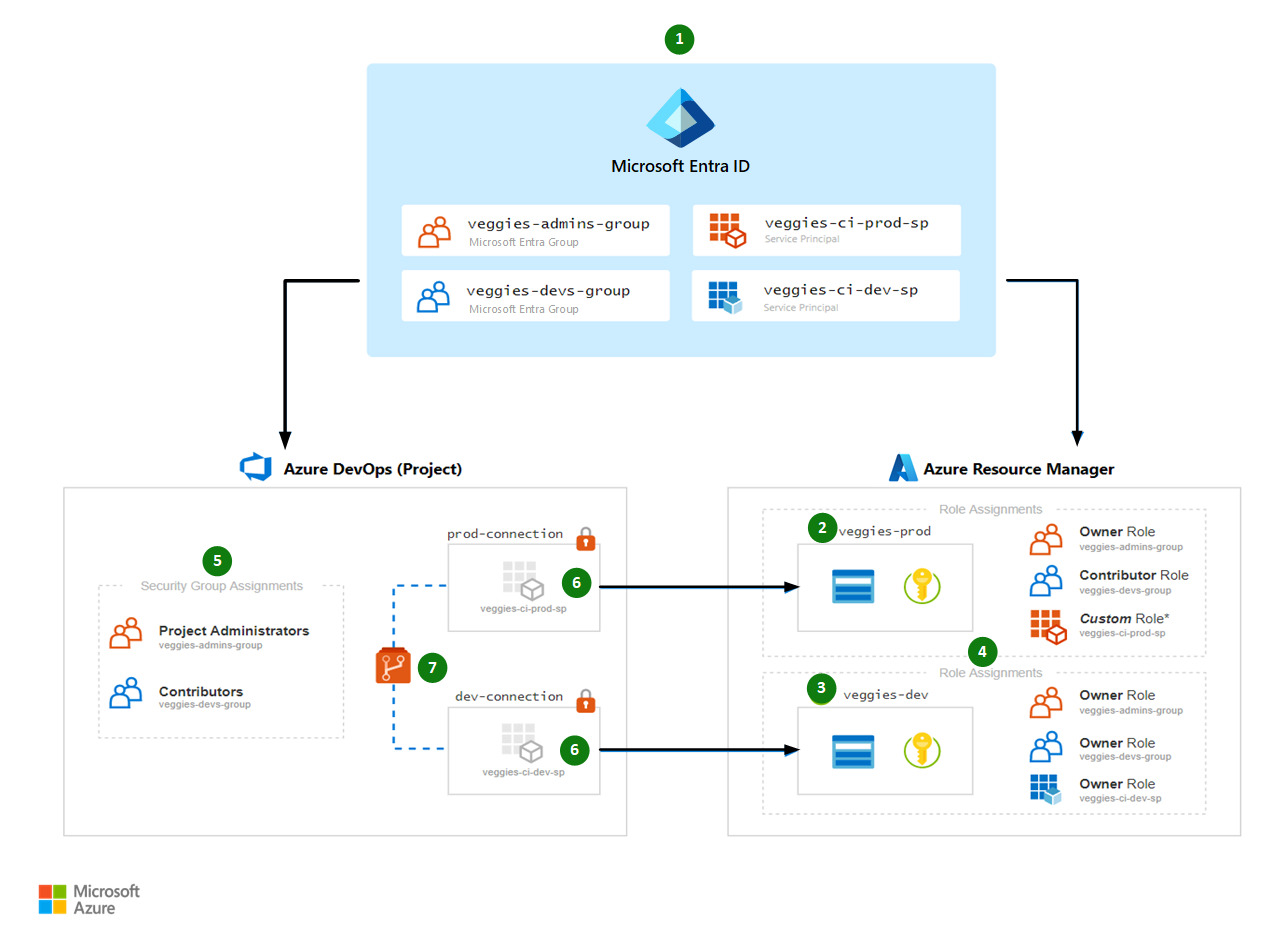 1
Microsoft Entra ID
veggies-admins-group
Microsoft Entra Group
veggies-ci-prod-sp
Service Principal
veggies-devs-group
Microsoft Entra Group
veggies-ci-dev-sp
Service Principal
Azure DevOps (Project)
5
Security Group Assignments
Project Administrators
veggies-admins-group
Contributors
veggies-devs-group
prod-connection
6
veggies-ci-prod-sp
7
dev-connection
6
veggies-ci-dev-sp
Azure Resource Manager
Role Assignments
2
veggies-prod
Owner Role
veggies-admins-group
Contributor Role
veggies-devs-group
Custom Role*
veggies-ci-prod-sp
4
Role Assignments
3
veggies-dev
Owner Role
veggies-admins-group
Owner Role
veggies-devs-group
Owner Role
veggies-ci-dev-sp
Microsoft
Azure